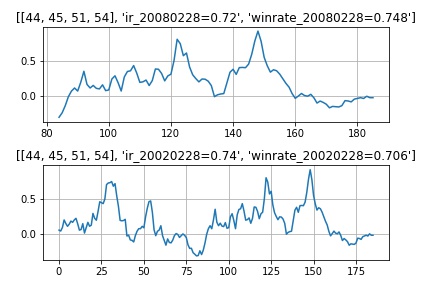 [[44, 45, 51, 54], 'ir_20080228=0.72', 'winrate_20080228=0.748']
0.5
0.0
80 100 120 140 160 180
[[44, 45, 51, 54], 'ir_20020228=0.74', 'winrate_20020228=0.706']
0.5
0.0
0 25 50 75 100 125 150 175